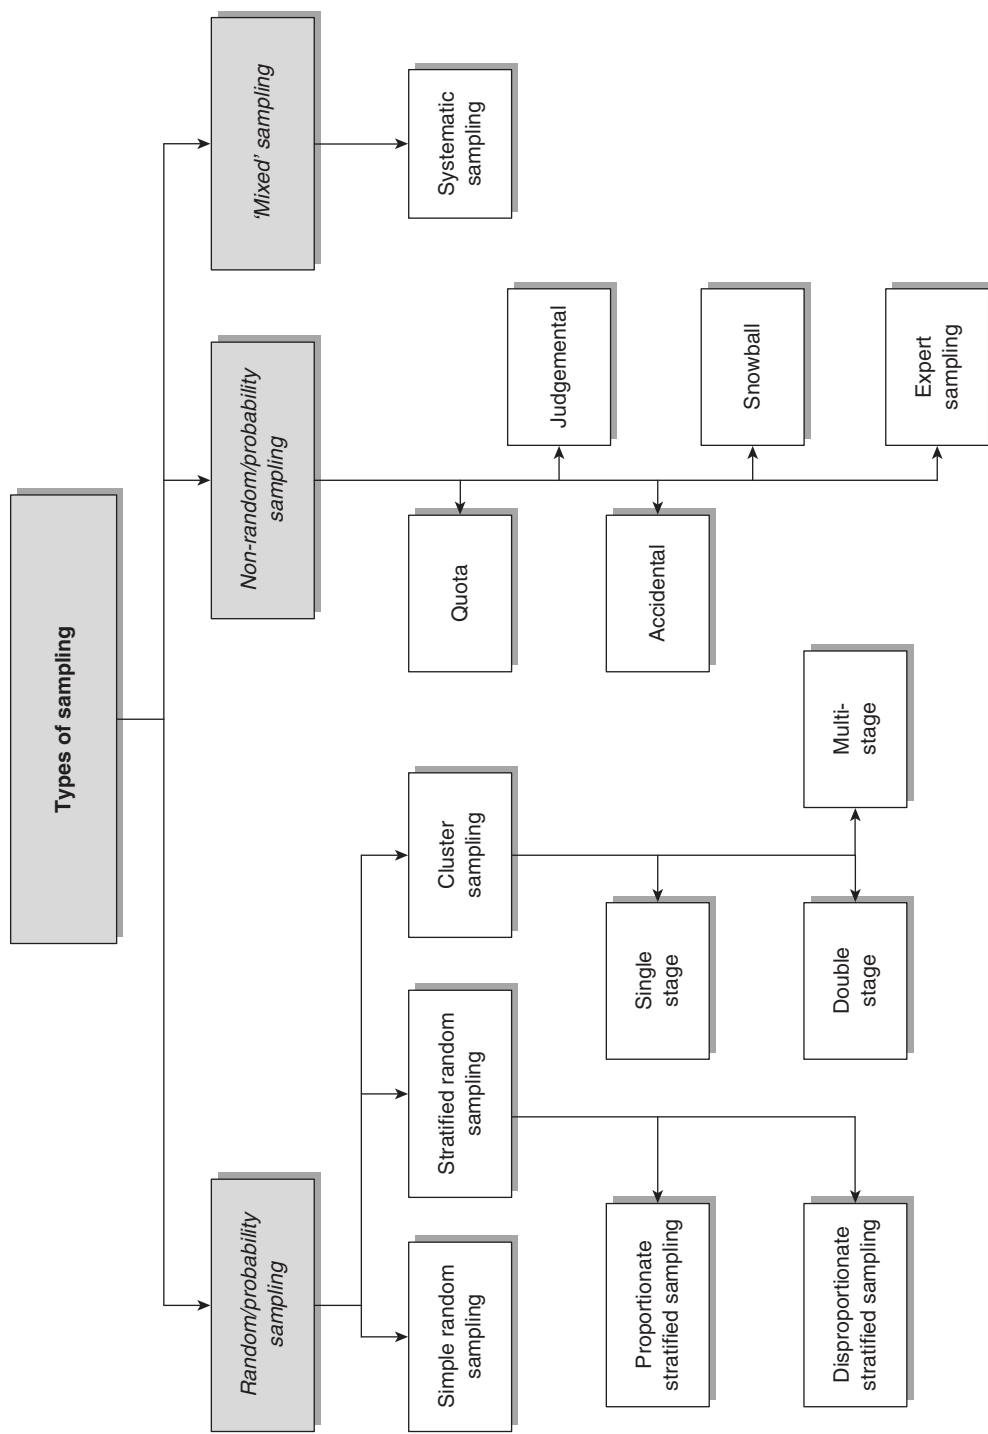 Types of sampling
Random/probability
sampling
Non-random/probability
sampling
‘Mixed’ sampling
Simple random
sampling
Stratified random
sampling
Cluster
sampling
Quota
Judgemental
Systematic
sampling
Proportionate
stratified sampling
Single
stage
Accidental
Snowball
Disproportionate
stratified sampling
Double
stage
Multi-
stage
Expert
sampling